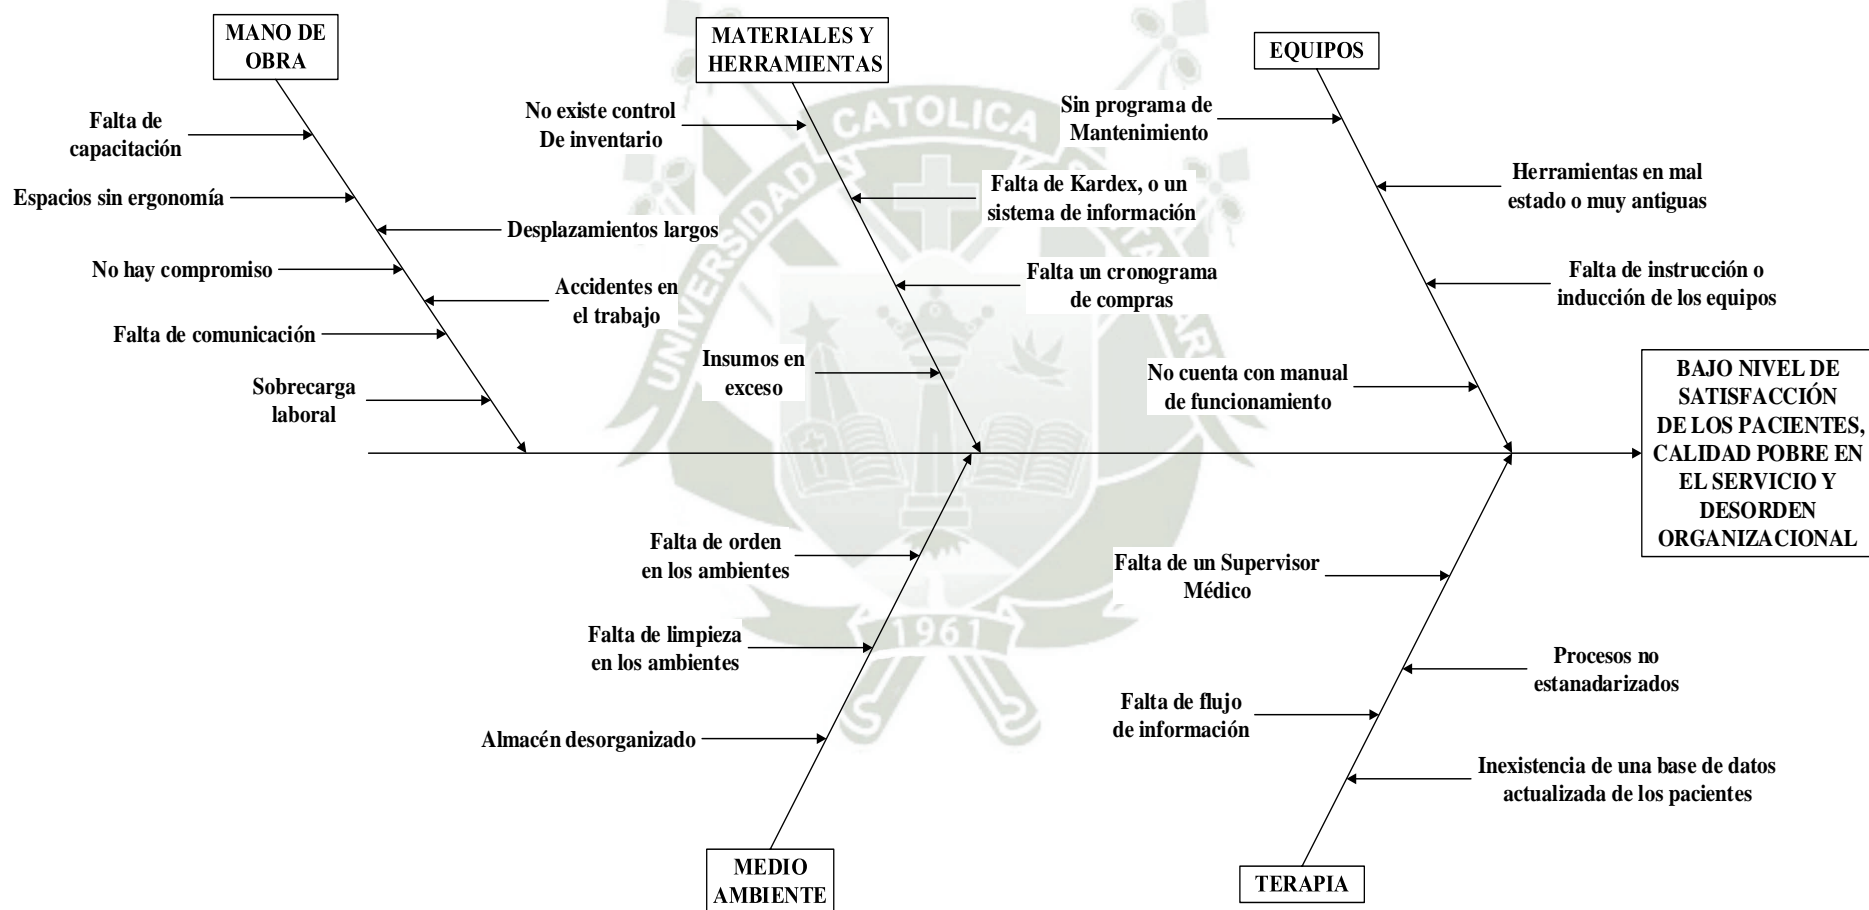 MANO DE
OBRA
MATERIALES Y
HERRAMIENTAS
EQUIPOS
Falta de
capacitación
Espacios sin ergonomía
Desplazamientos largos
No hay compromiso
Accidentes en
el trabajo
Falta de comunicación
Sobrecarga
laboral
No existe control
De inventario
Falta de Kardex, o un
sistema de información
Falta un cronograma
de compras
Insumos en
exceso
Sin programa de
Mantenimiento
Herramientas en mal
estado o muy antiguas
Falta de instrucción o
inducción de los equipos
No cuenta con manual
de funcionamiento
BAJO NIVEL DE
SATISFACCIÓN
DE LOS PACIENTES,
CALIDAD POBRE EN
EL SERVICIO Y
DESORDEN
ORGANIZACIONAL
Falta de orden
en los ambientes
Falta de limpieza
en los ambientes
Almacén desorganizado
MEDIO
AMBIENTE
Falta de un Supervisor
Médico
Procesos no
estanadarizados
Falta de flujo
de información
Inexistencia de una base de datos
actualizada de los pacientes
TERAPIA
UNIVERSIDAD CATOLICA
1961